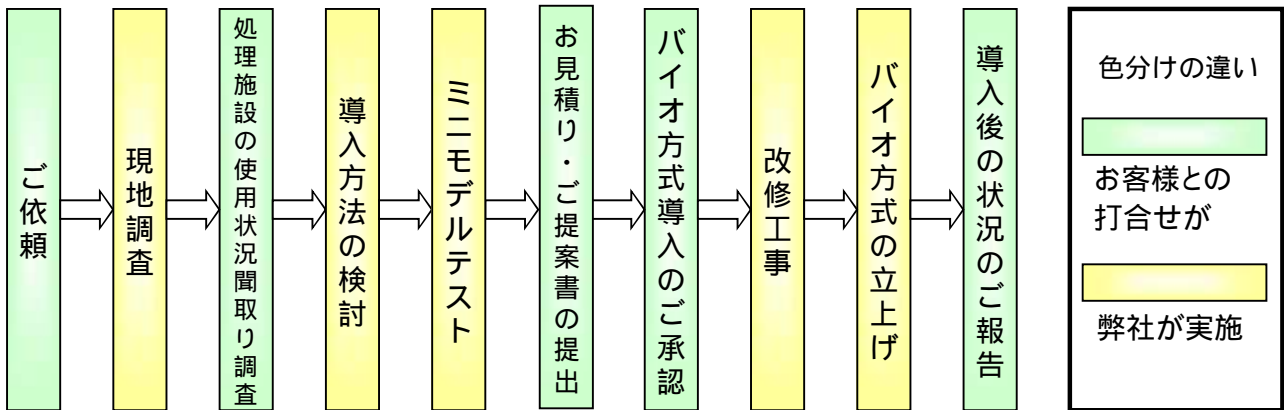 ご依頼
現地調査
処理施設の使用状況聞取り調査
導入方法の検討
ミニモデルテスト
お見積り・ご提案書の提出
バイオ方式導入のご承認
改修工事
バイオ方式の立上げ
導入後の状況のご報告
色分けの違い
お客様との
打合せが
弊社が実施